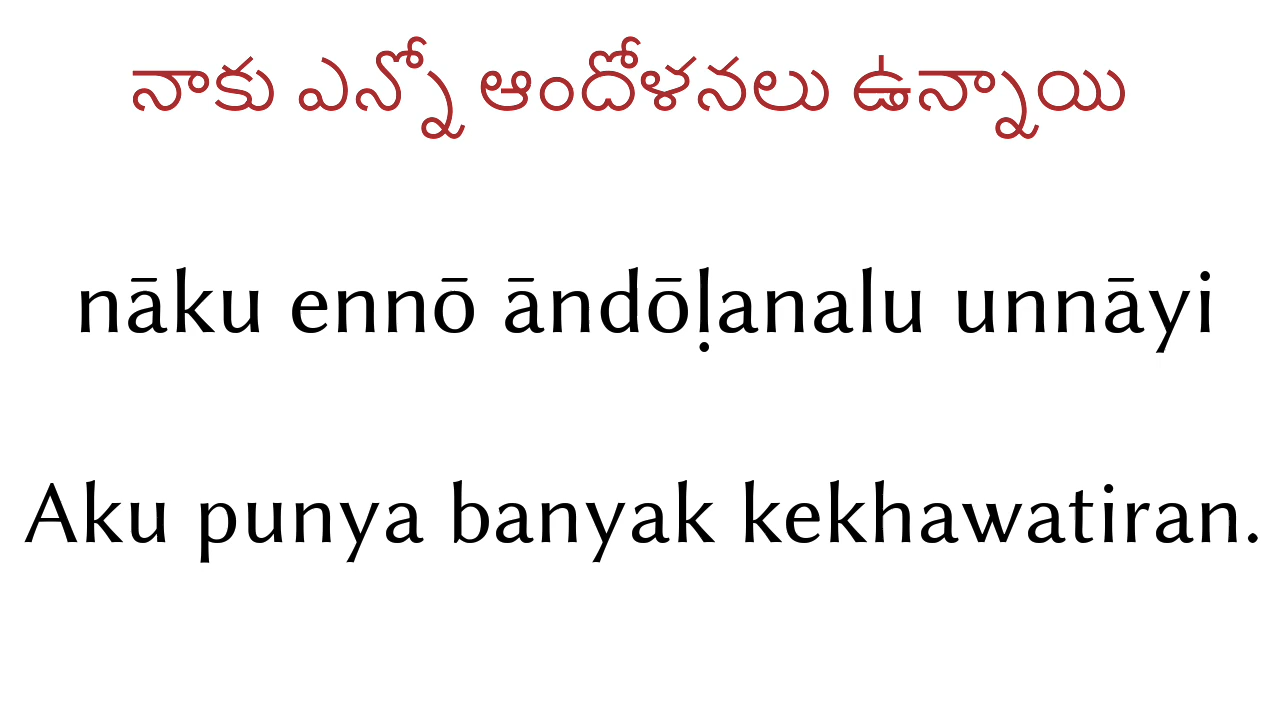 నాకు ఎన్నో ఆందోళనలు ఉన్నాయి
nāku ennō āndōḷanalu unnāyi
Aku punya banyak kekhawatiran.